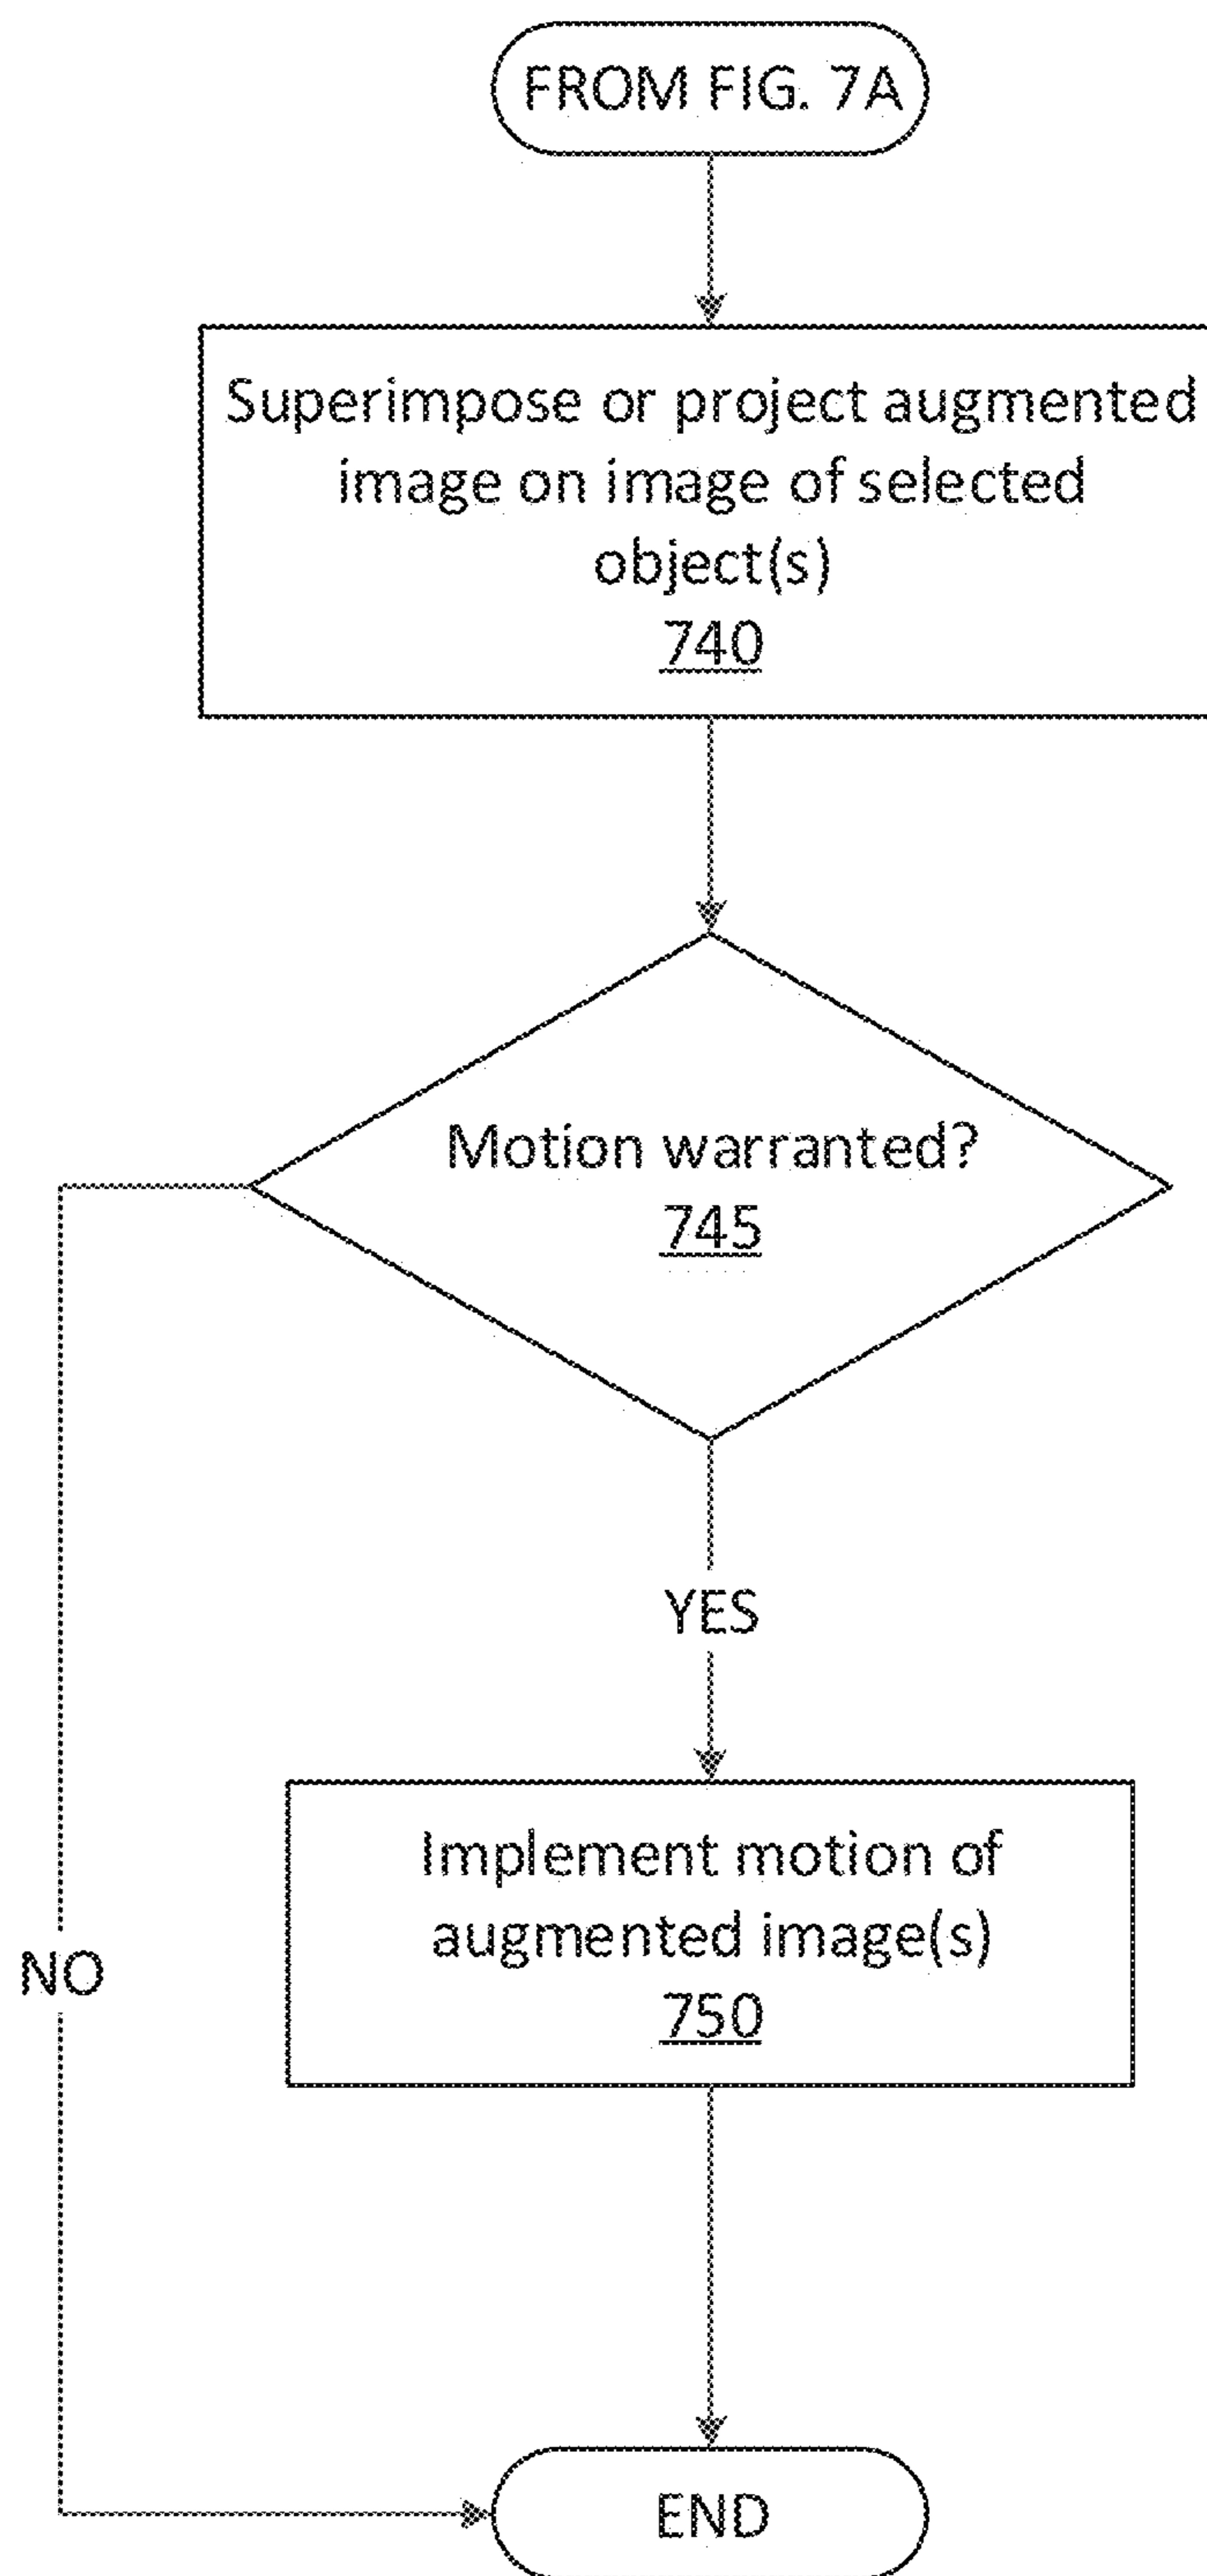 FROM FIG. 7A
Superimpose or project augmented
image on image of selected
object(s)
740
Motion warranted?
745
YES
Implement motion of
augmented image(s)
750
NO
END